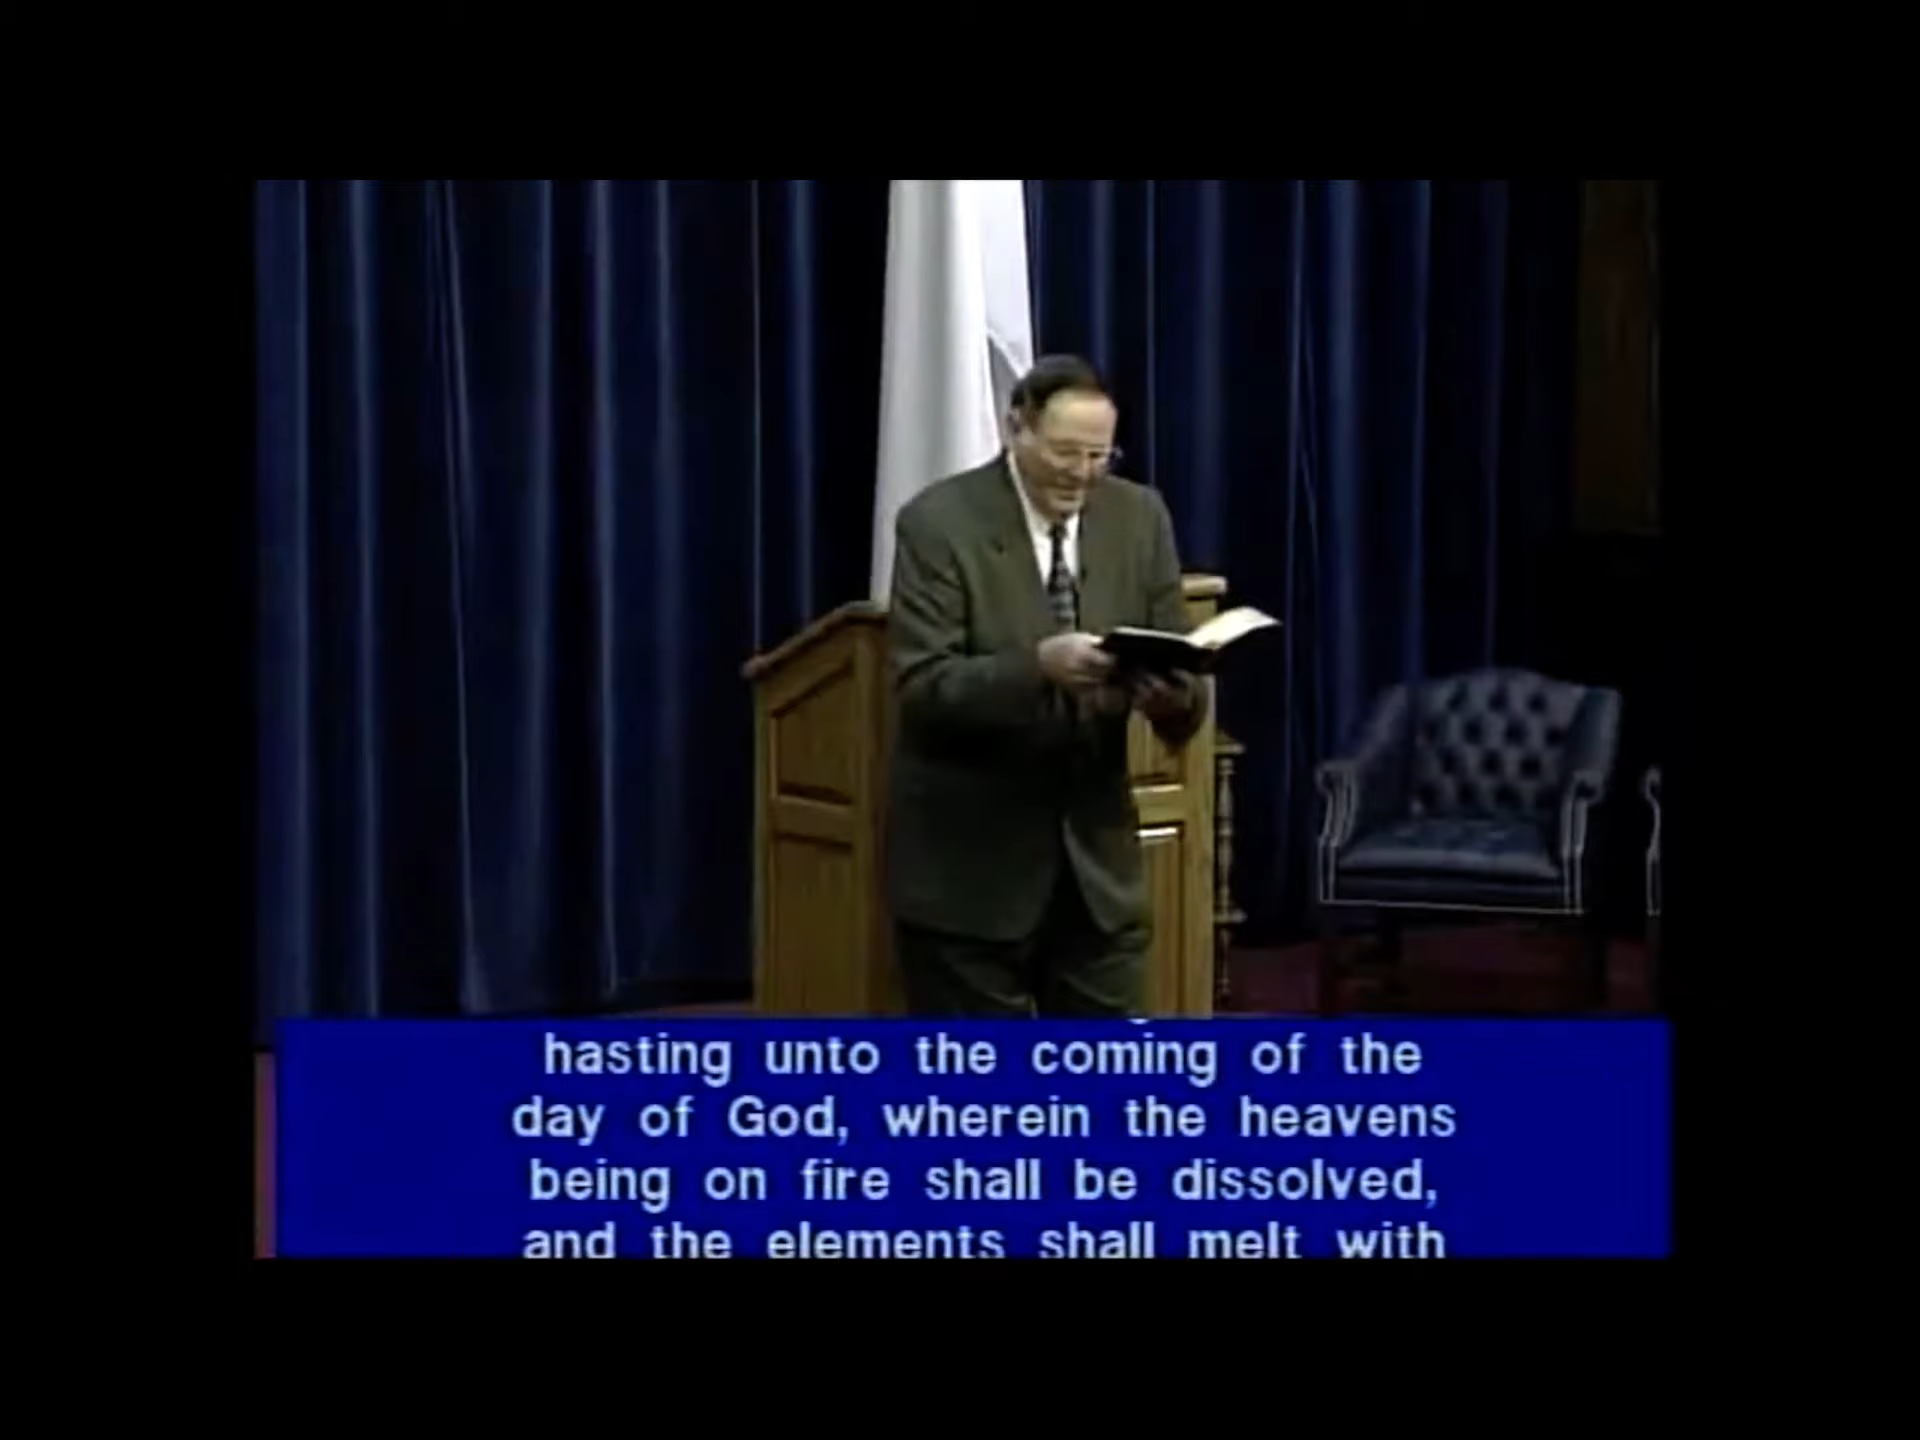 hasting unto the coming of the
day of God, wherein the heavens
being on fire shall be dissolved,
and the elements shall melt with